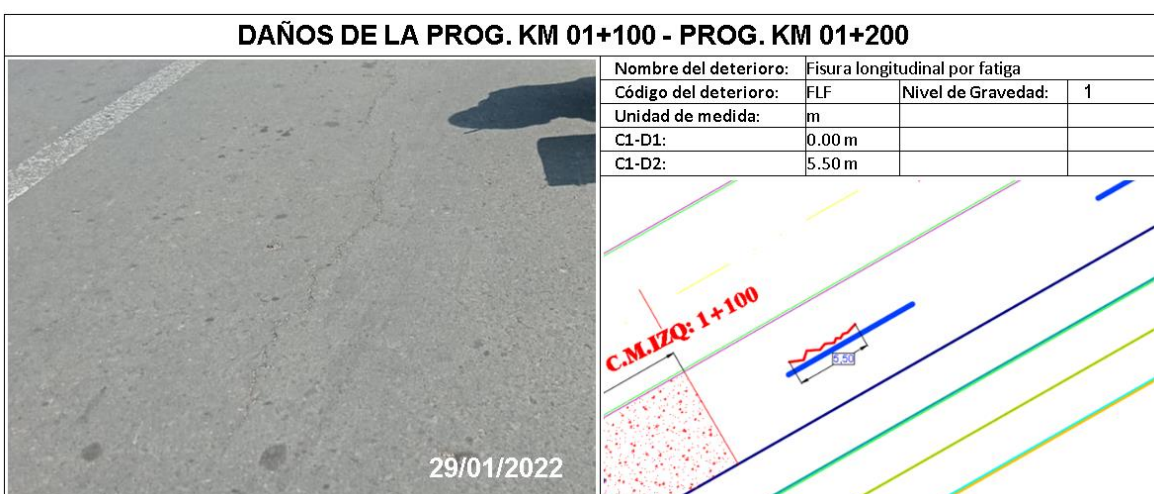 DAÑOS DE LA PROG. KM 01+100 - PROG. KM 01+200
Nombre del deterioro: Fisura longitudinal por fatiga
Código del deterioro: FLF Nivel de Gravedad: 1
Unidad de medida: m
C1-D1: 0.00 m
C1-D2: 5.50 m
C.M.IZQ: 1+100
5,50
29/01/2022